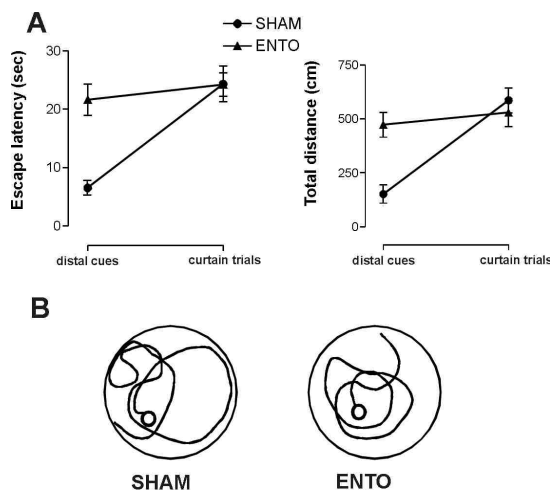 A
SHAM
ENTO
Escape latency (sec)
30
20
10
0
distal cues
curtain trials
Total distance (cm)
750
500
250
0
distal cues
curtain trials
B
SHAM
ENTO